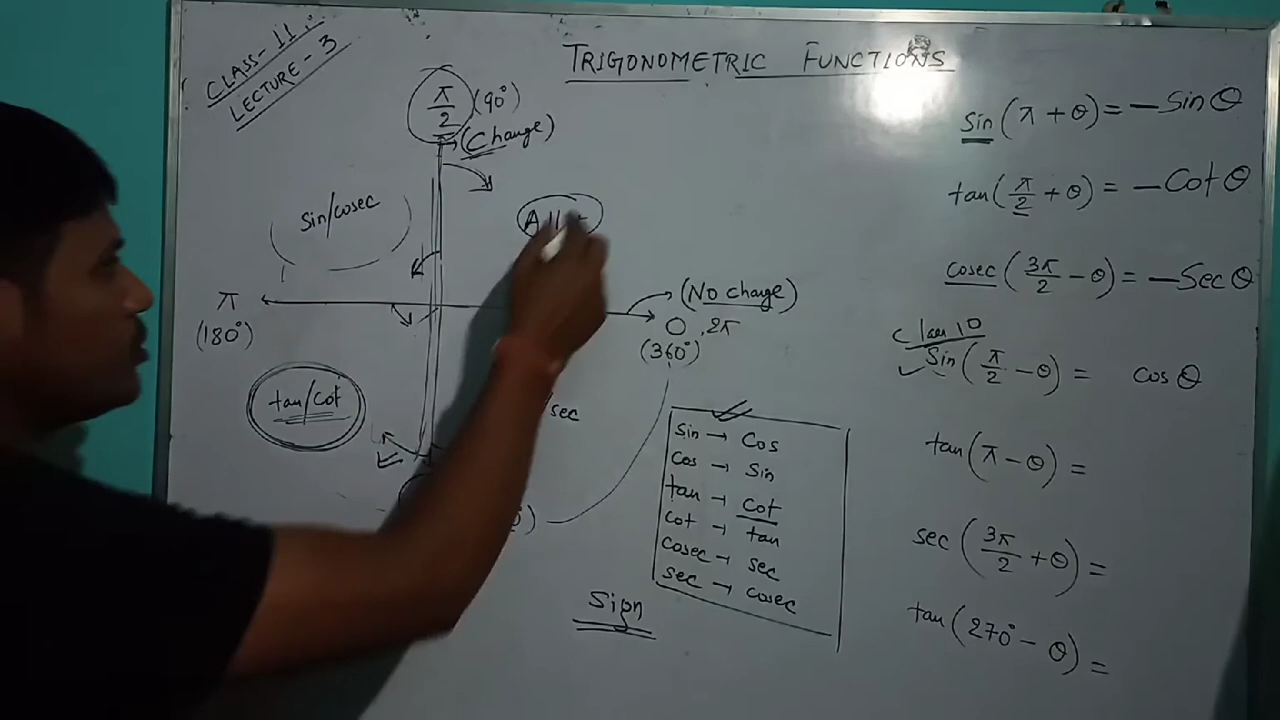 CLASS-11
LECTURE-3
TRIGONOMETRIC FUNCTIONS
π/2 (90°)
(Change)
sin/cosec
All
π
(180°)
(No change)
0, 2π
(360°)
tan/cot
/sec
sin → Cos
Cos → Sin
tan → Cot
Cot → tan
Cosec → sec
sec → cosec
Sign
sin(π + θ) = -sin θ
tan(π/2 + θ) = -Cot θ
cosec(3π/2 - θ) = -Sec θ
class 10
✓ Sin(π/2 - θ) = cos θ
tan(π - θ) =
sec(3π/2 + θ) =
tan(270° - θ) =